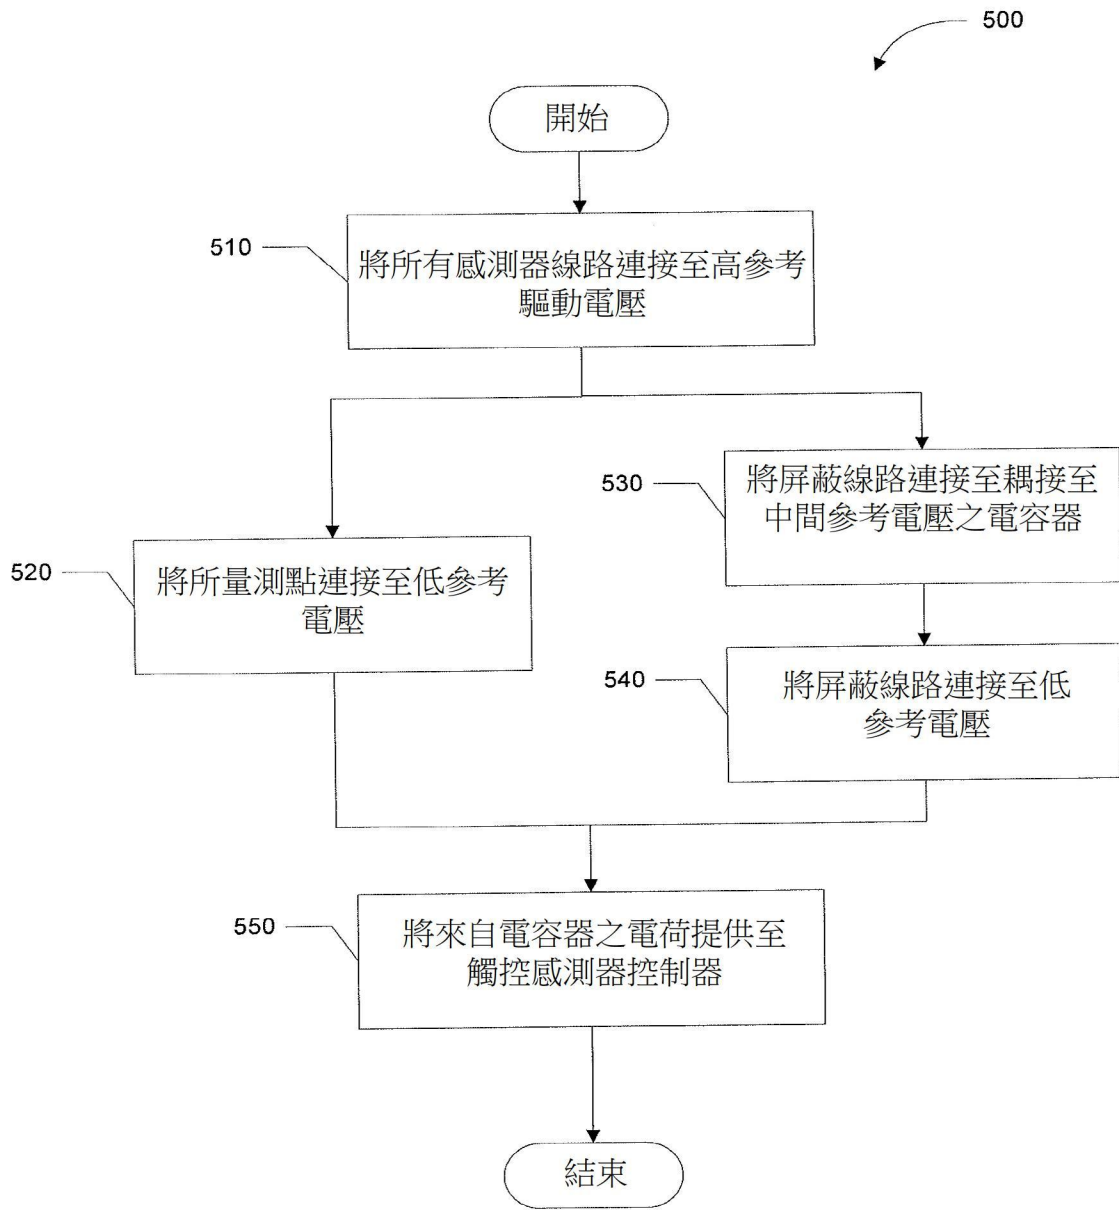 500
開始
510
將所有感測器線路連接至高參考
驅動電壓
530
將屏蔽線路連接至耦接至
中間參考電壓之電容器
520
將所量測點連接至低參考
電壓
540
將屏蔽線路連接至低
參考電壓
550
將來自電容器之電荷提供至
觸控感測器控制器
結束